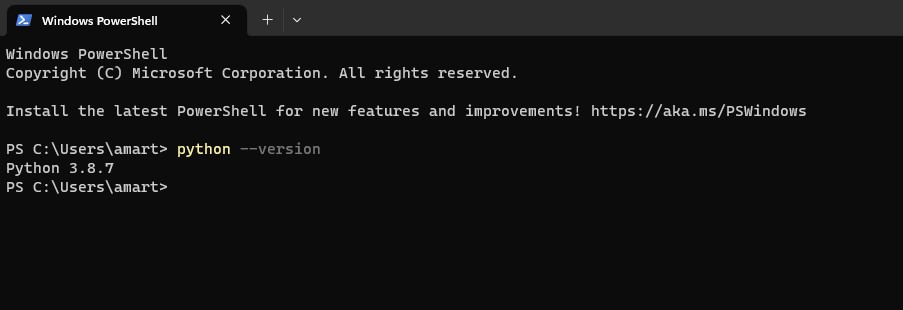 Windows PowerShell
Windows PowerShell
Copyright (C) Microsoft Corporation. All rights reserved.
Install the latest PowerShell for new features and improvements! https://aka.ms/PSWindows
PS C:\Users\amart> python --version
Python 3.8.7
PS C:\Users\amart>